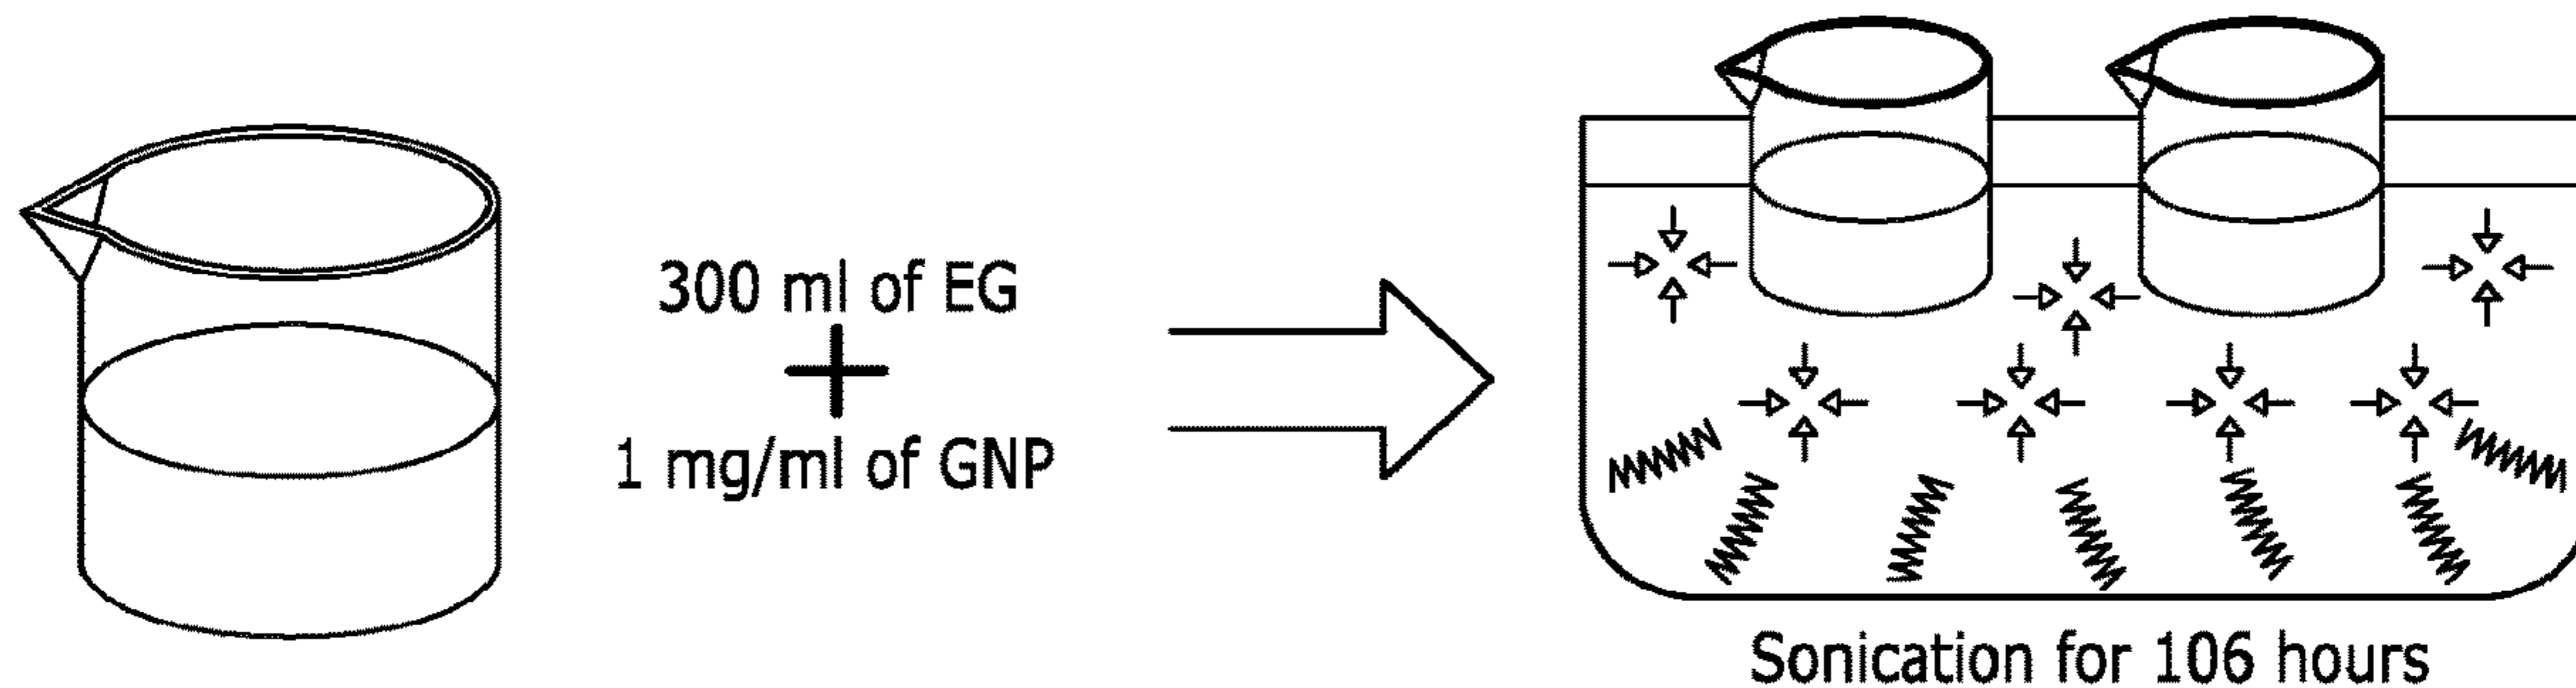 300 ml of EG
+
1 mg/ml of GNP
Sonication for 106 hours